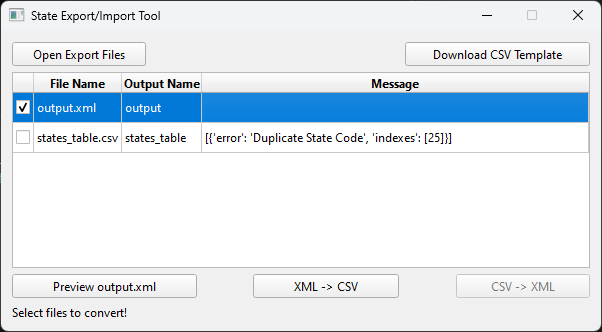 State Export/Import Tool
Open Export Files
Download CSV Template
File Name Output Name Message
output.xml output
states_table.csv states_table [{'error': 'Duplicate State Code', 'indexes': [25]}]
Preview output.xml
XML -> CSV
CSV -> XML
Select files to convert!